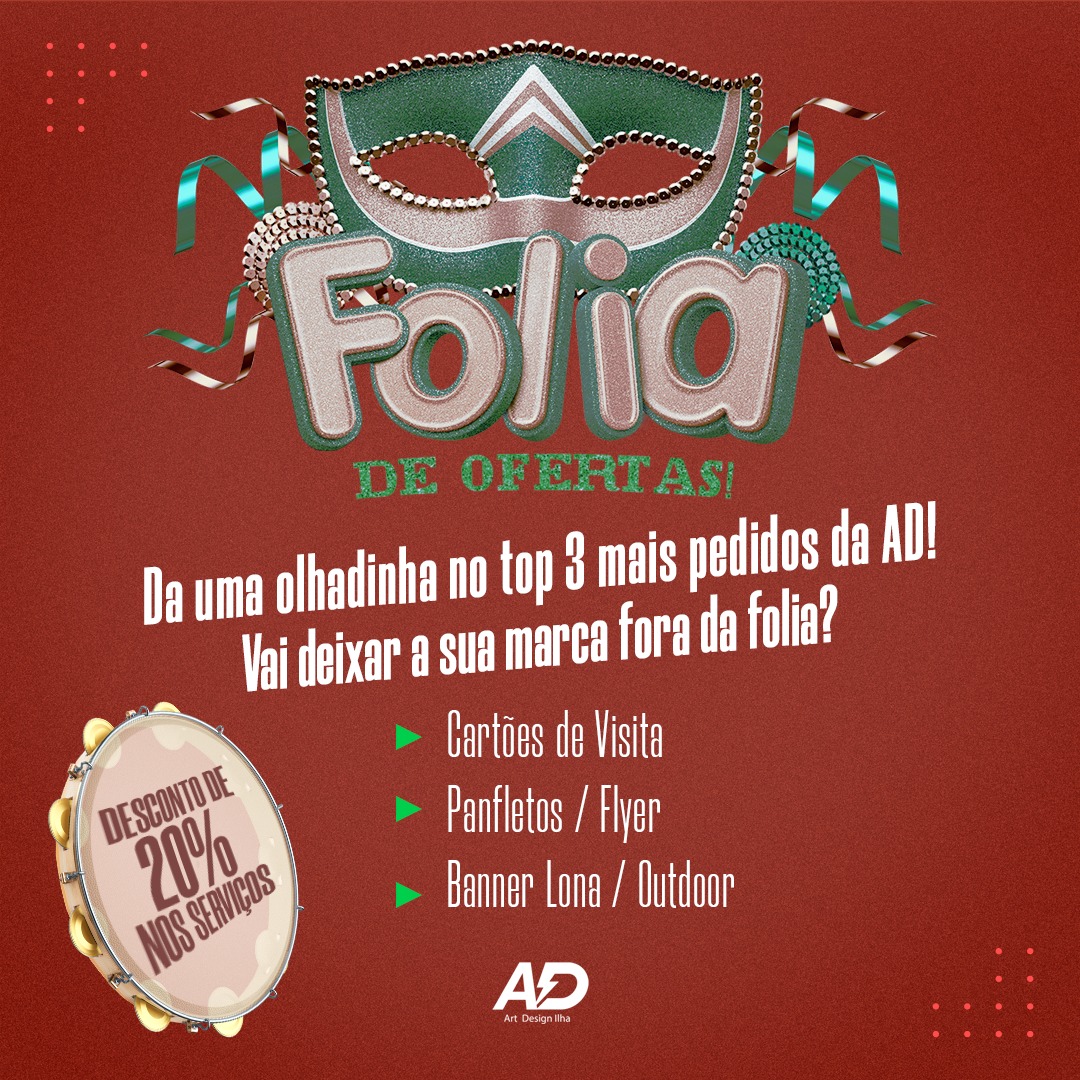 Folia
DE OFERTAS!
Da uma olhadinha no top 3 mais pedidos da AD!
Vai deixar a sua marca fora da folia?
Cartões de Visita
Panfletos / Flyer
Banner Lona / Outdoor
DESCONTO DE
20%
NOS SERVIÇOS
AD
Art Design Ilha